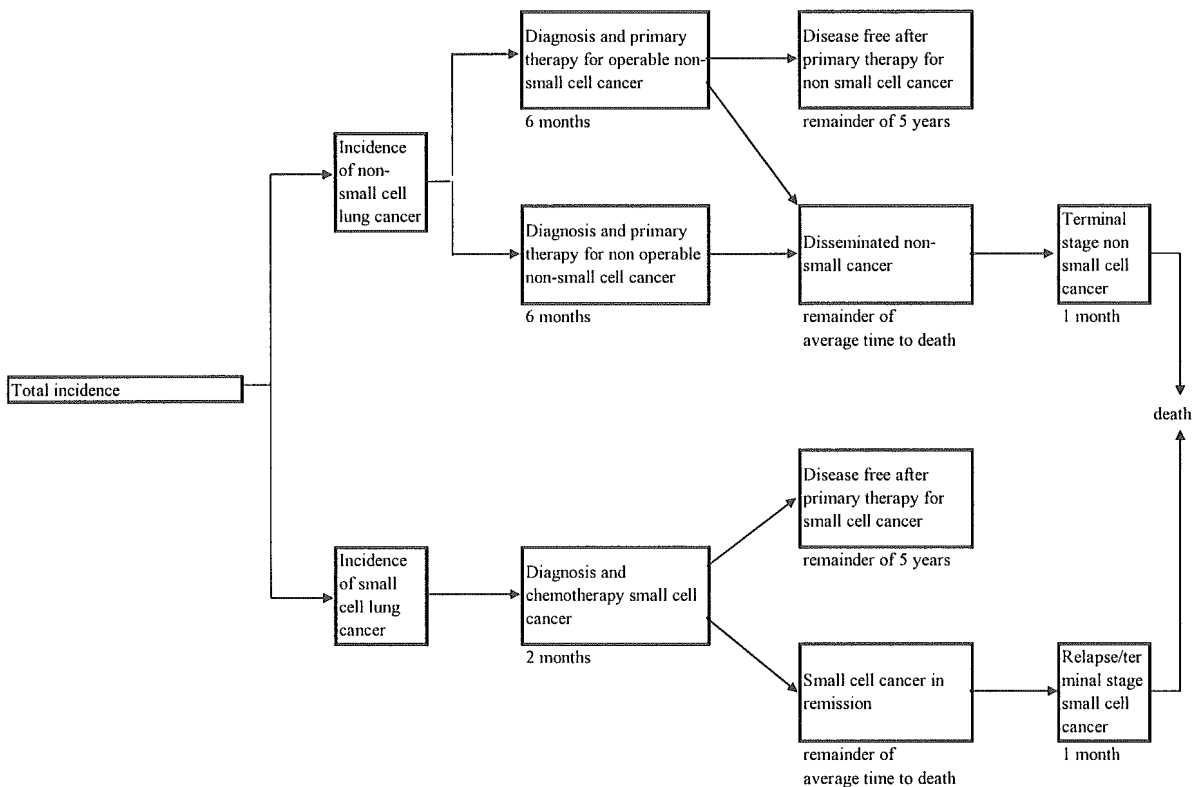 Diagnosis and primary
therapy for operable non-
small cell cancer
6 months
Disease free after
primary therapy for
non small cell cancer
remainder of 5 years
Incidence
of non-
small cell
lung cancer
Diagnosis and primary
therapy for non operable
non-small cell cancer
6 months
Disseminated non-
small cancer
remainder of
average time to death
Terminal
stage non
small cell
cancer
1 month
Total incidence
death
Disease free after
primary therapy for
small cell cancer
remainder of 5 years
Incidence
of small
cell lung
cancer
Diagnosis and
chemotherapy small cell
cancer
2 months
Small cell cancer in
remission
remainder of
average time to death
Relapse/ter
minal stage
small cell
cancer
1 month